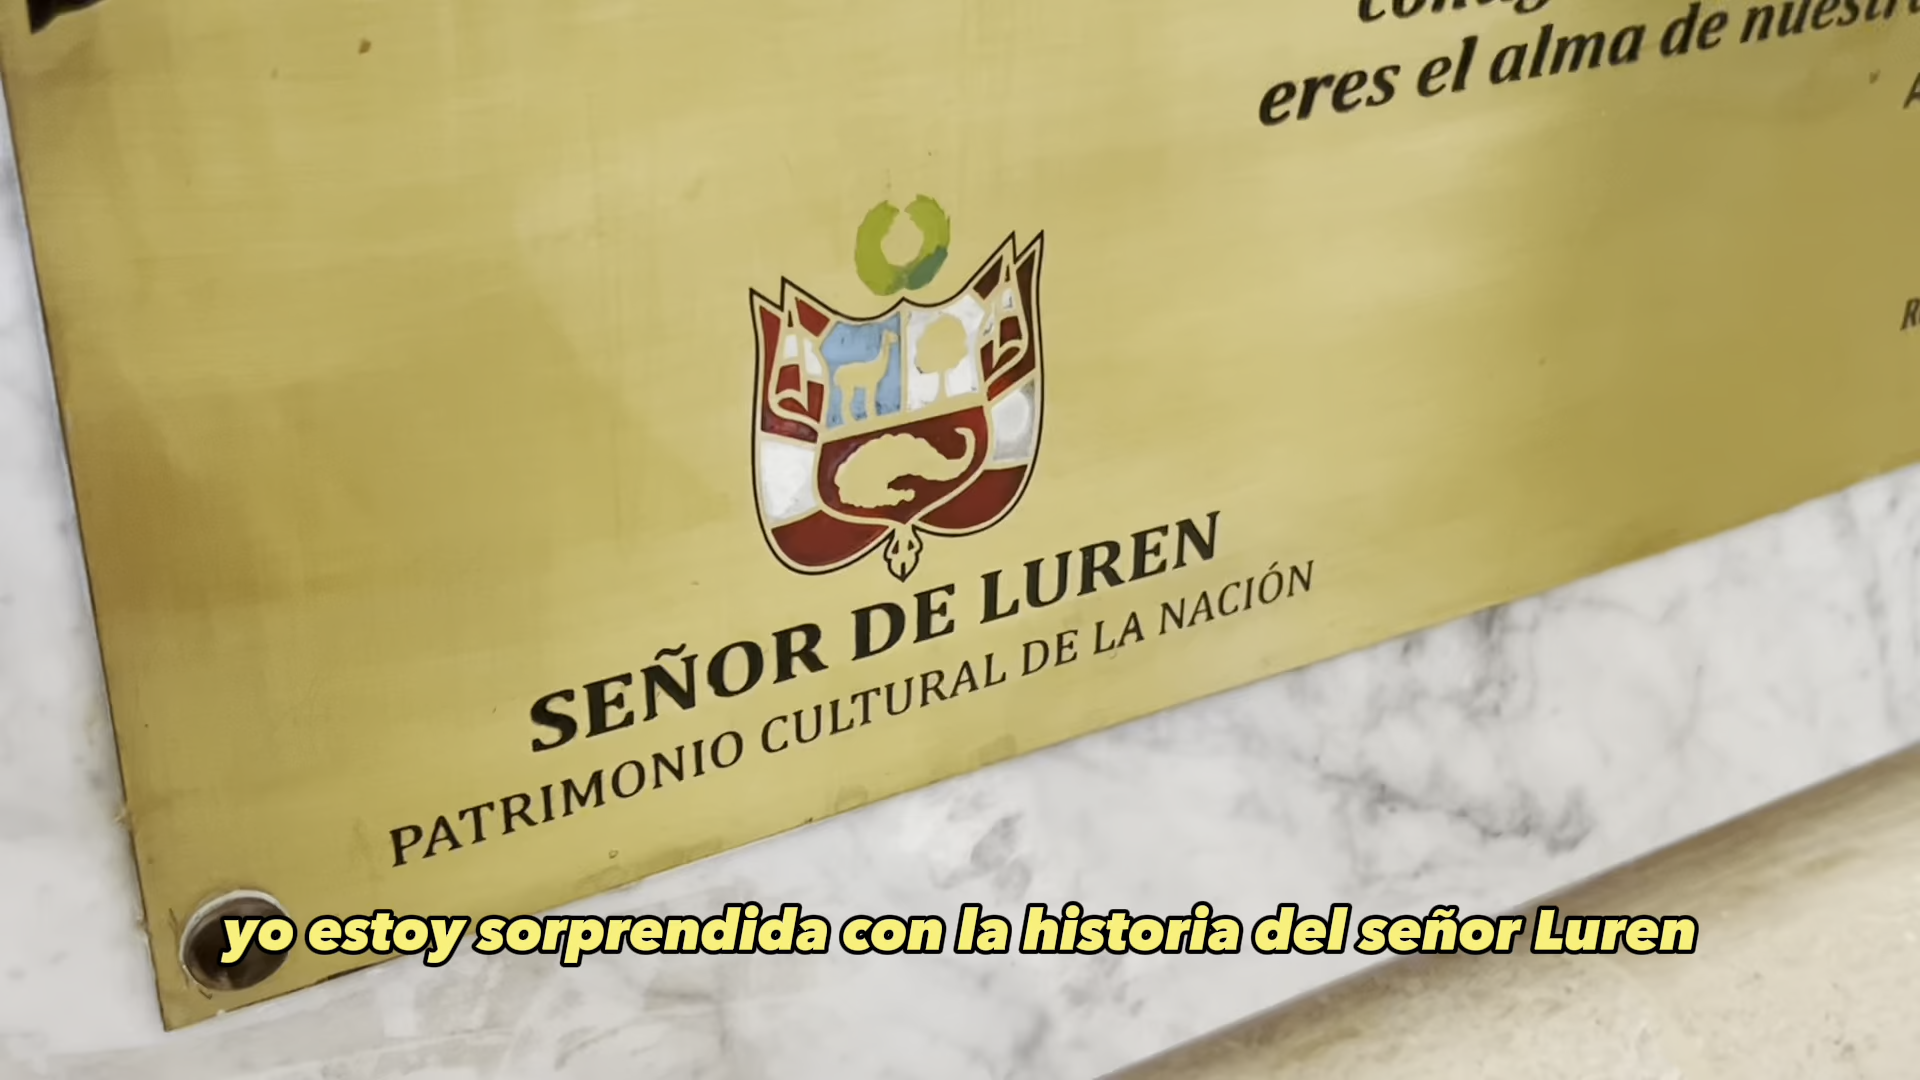 eres el alma de
SEÑOR DE LUREN
PATRIMONIO CULTURAL DE LA NACIÓN
yo estoy sorprendida con la historia del señor Luren